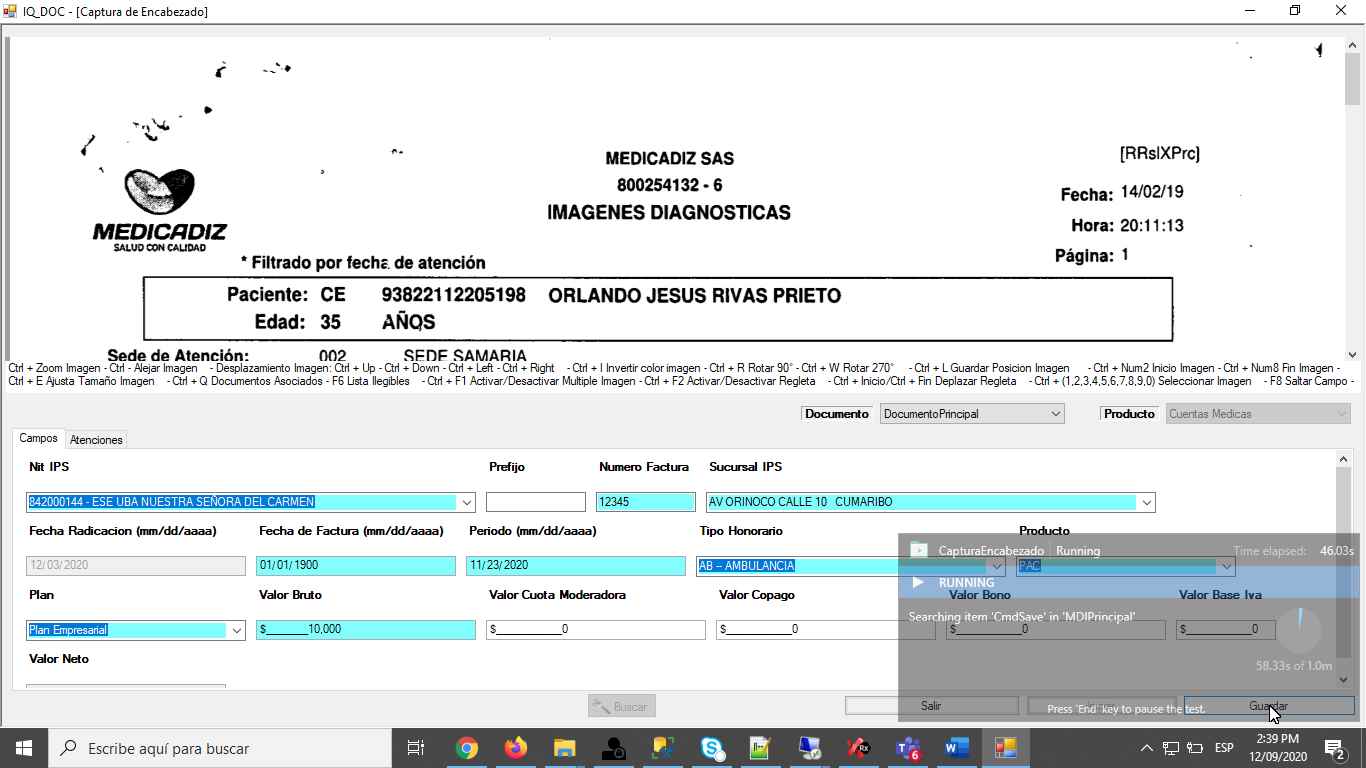 IQ_DOC - [Captura de Encabezado]
[RRsIXPrc]
MEDICADIZ SAS
800254132 - 6
IMAGENES DIAGNOSTICAS
Fecha: 14/02/19
Hora: 20:11:13
Página: 1
MEDICADIZ
SALUD CON CALIDAD
* Filtrado por fecha de atención
Paciente: CE 93822112205198 ORLANDO JESUS RIVAS PRIETO
Edad: 35 AÑOS
Sede de Atención: 002 SEDE SAMARIA
Ctrl + Zoom Imagen - Ctrl - Alejar Imagen - Desplazamiento Imagen: Ctrl + Up - Ctrl + Down - Ctrl + Left - Ctrl + Right - Ctrl + I Invertir color imagen - Ctrl + R Rotar 90° - Ctrl + W Rotar 270° - Ctrl + L Guardar Posicion Imagen - Ctrl + Num2 Inicio Imagen - Ctrl + Num8 Fin Imagen -
Ctrl + E Ajusta Tamaño Imagen - Ctrl + Q Documentos Asociados - F6 Lista Ilegibles - Ctrl + F1 Activar/Desactivar Multiple Imagen - Ctrl + F2 Activar/Desactivar Regleta - Ctrl + Inicio/Ctrl + Fin Deplazar Regleta - Ctrl + (1,2,3,4,5,6,7,8,9,0) Seleccionar Imagen - F8 Saltar Campo -
Documento DocumentoPrincipal Producto Cuentas Medicas
Campos Atenciones
Nit IPS Prefijo Numero Factura Sucursal IPS
842000144 - ESE UBA NUESTRA SEÑORA DEL CARMEN 12345 AV ORINOCO CALLE 10 CUMARIBO
Fecha Radicacion (mm/dd/aaaa) Fecha de Factura (mm/dd/aaaa) Periodo (mm/dd/aaaa) Tipo Honorario Producto
CapturaEncabezado Running Time elapsed: 46.03s
12/03/2020 01/01/1900 11/23/2020 AB -- AMBULANCIA PAC
RUNNING
Plan Valor Bruto Valor Cuota Moderadora Valor Copago Valor Bono Valor Base Iva
Searching item 'CmdSave' in 'MDIPrincipal'
Plan Empresarial $________10,000 $__________0 $__________0 $__________0 $__________0
Valor Neto
58.33s of 1.0m
Buscar Salir Press 'End' key to pause the test. Guardar
Escribe aquí para buscar
Rx
6
ESP
2:39 PM
12/09/2020
2